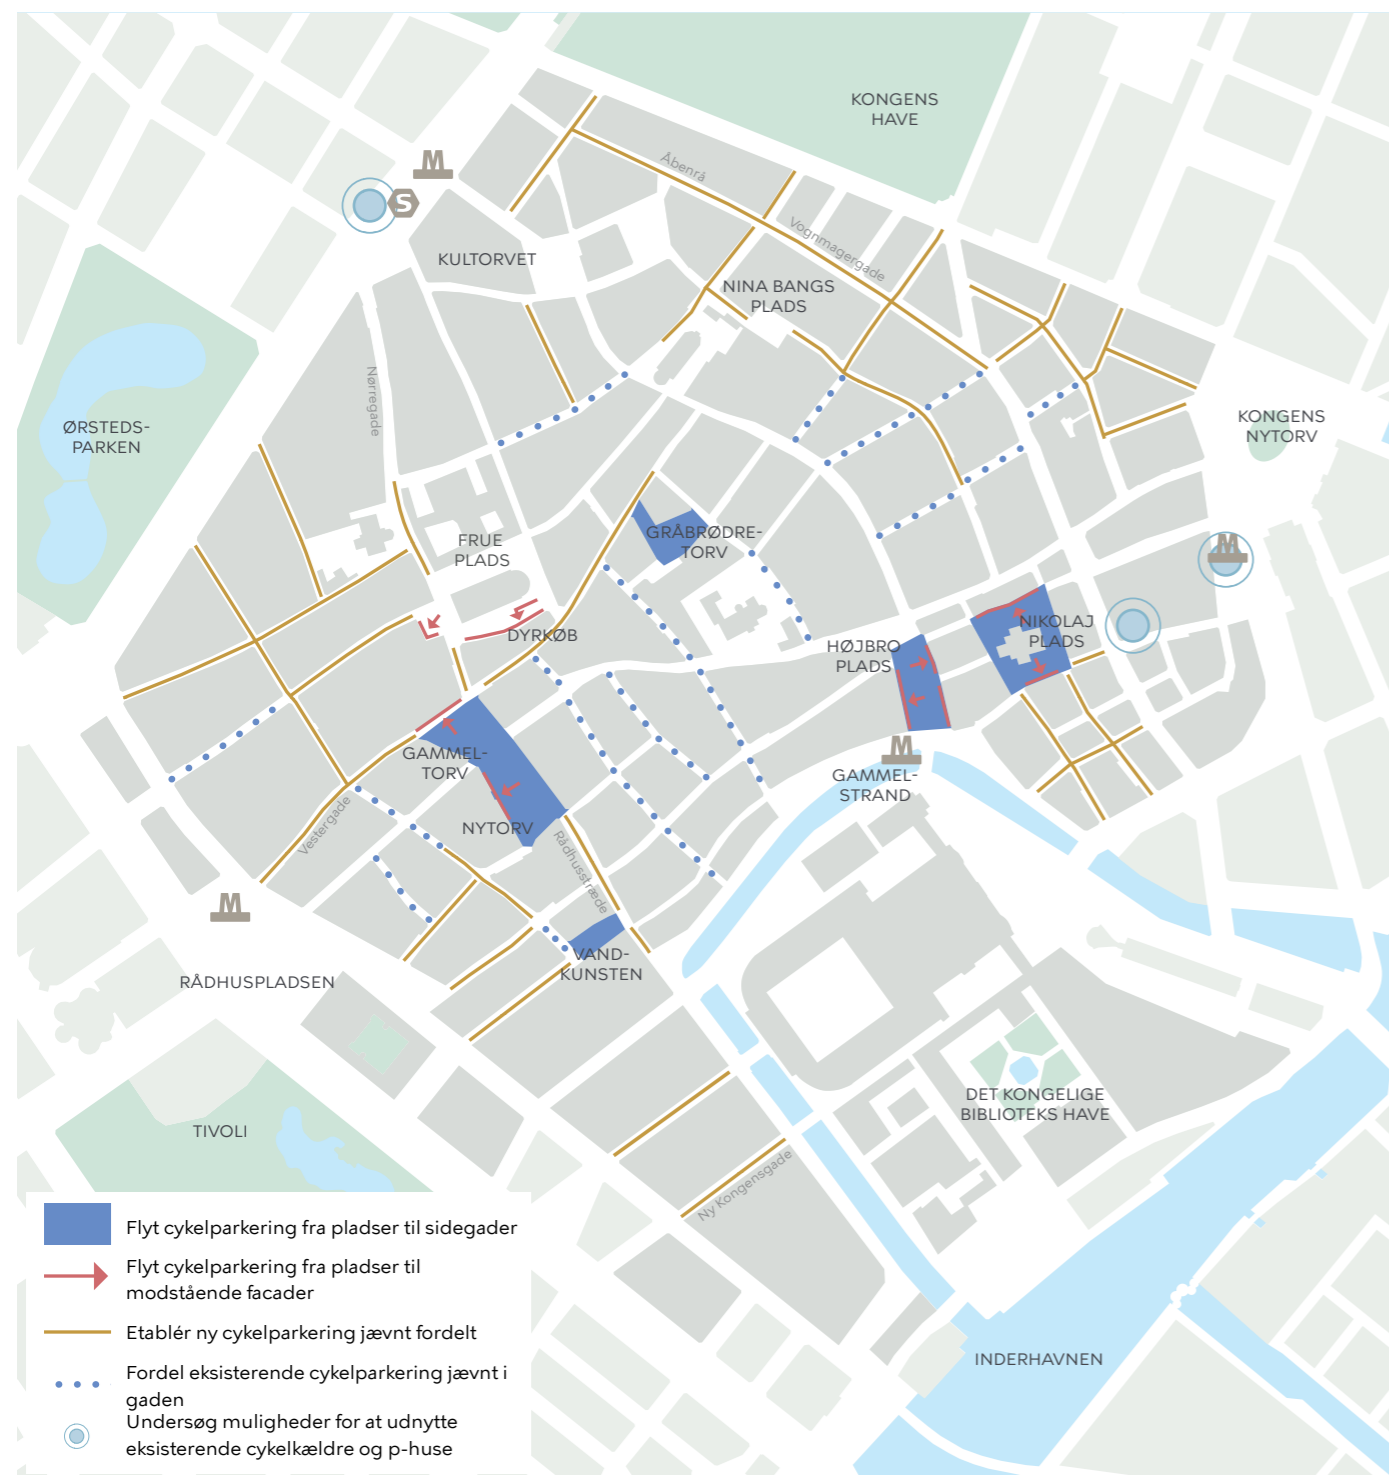 KONGENS
HAVE
M
Åbenrå
S
Vognmagergade
KULTORVET
NINA BANGS
PLADS
Nørregade
ØRSTEDS-
PARKEN
KONGENS
NYTORV
GRÅBRØDRE-
TORV
FRUE
PLADS
M
DYRKØB
NIKOLAJ
PLADS
HØJBRO
PLADS
GAMMEL-
TORV
M
GAMMEL-
STRAND
NYTORV
Vestergade
Rådhusstræde
M
VAND-
KUNSTEN
RÅDHUSPLADSEN
DET KONGELIGE
BIBLIOTEKS HAVE
TIVOLI
Ny Kongensgade
INDERHAVNEN
Flyt cykelparkering fra pladser til sidegader
Flyt cykelparkering fra pladser til
modstående facader
Etablér ny cykelparkering jævnt fordelt
Fordel eksisterende cykelparkering jævnt i
gaden
Undersøg muligheder for at udnytte
eksisterende cykelkældre og p-huse